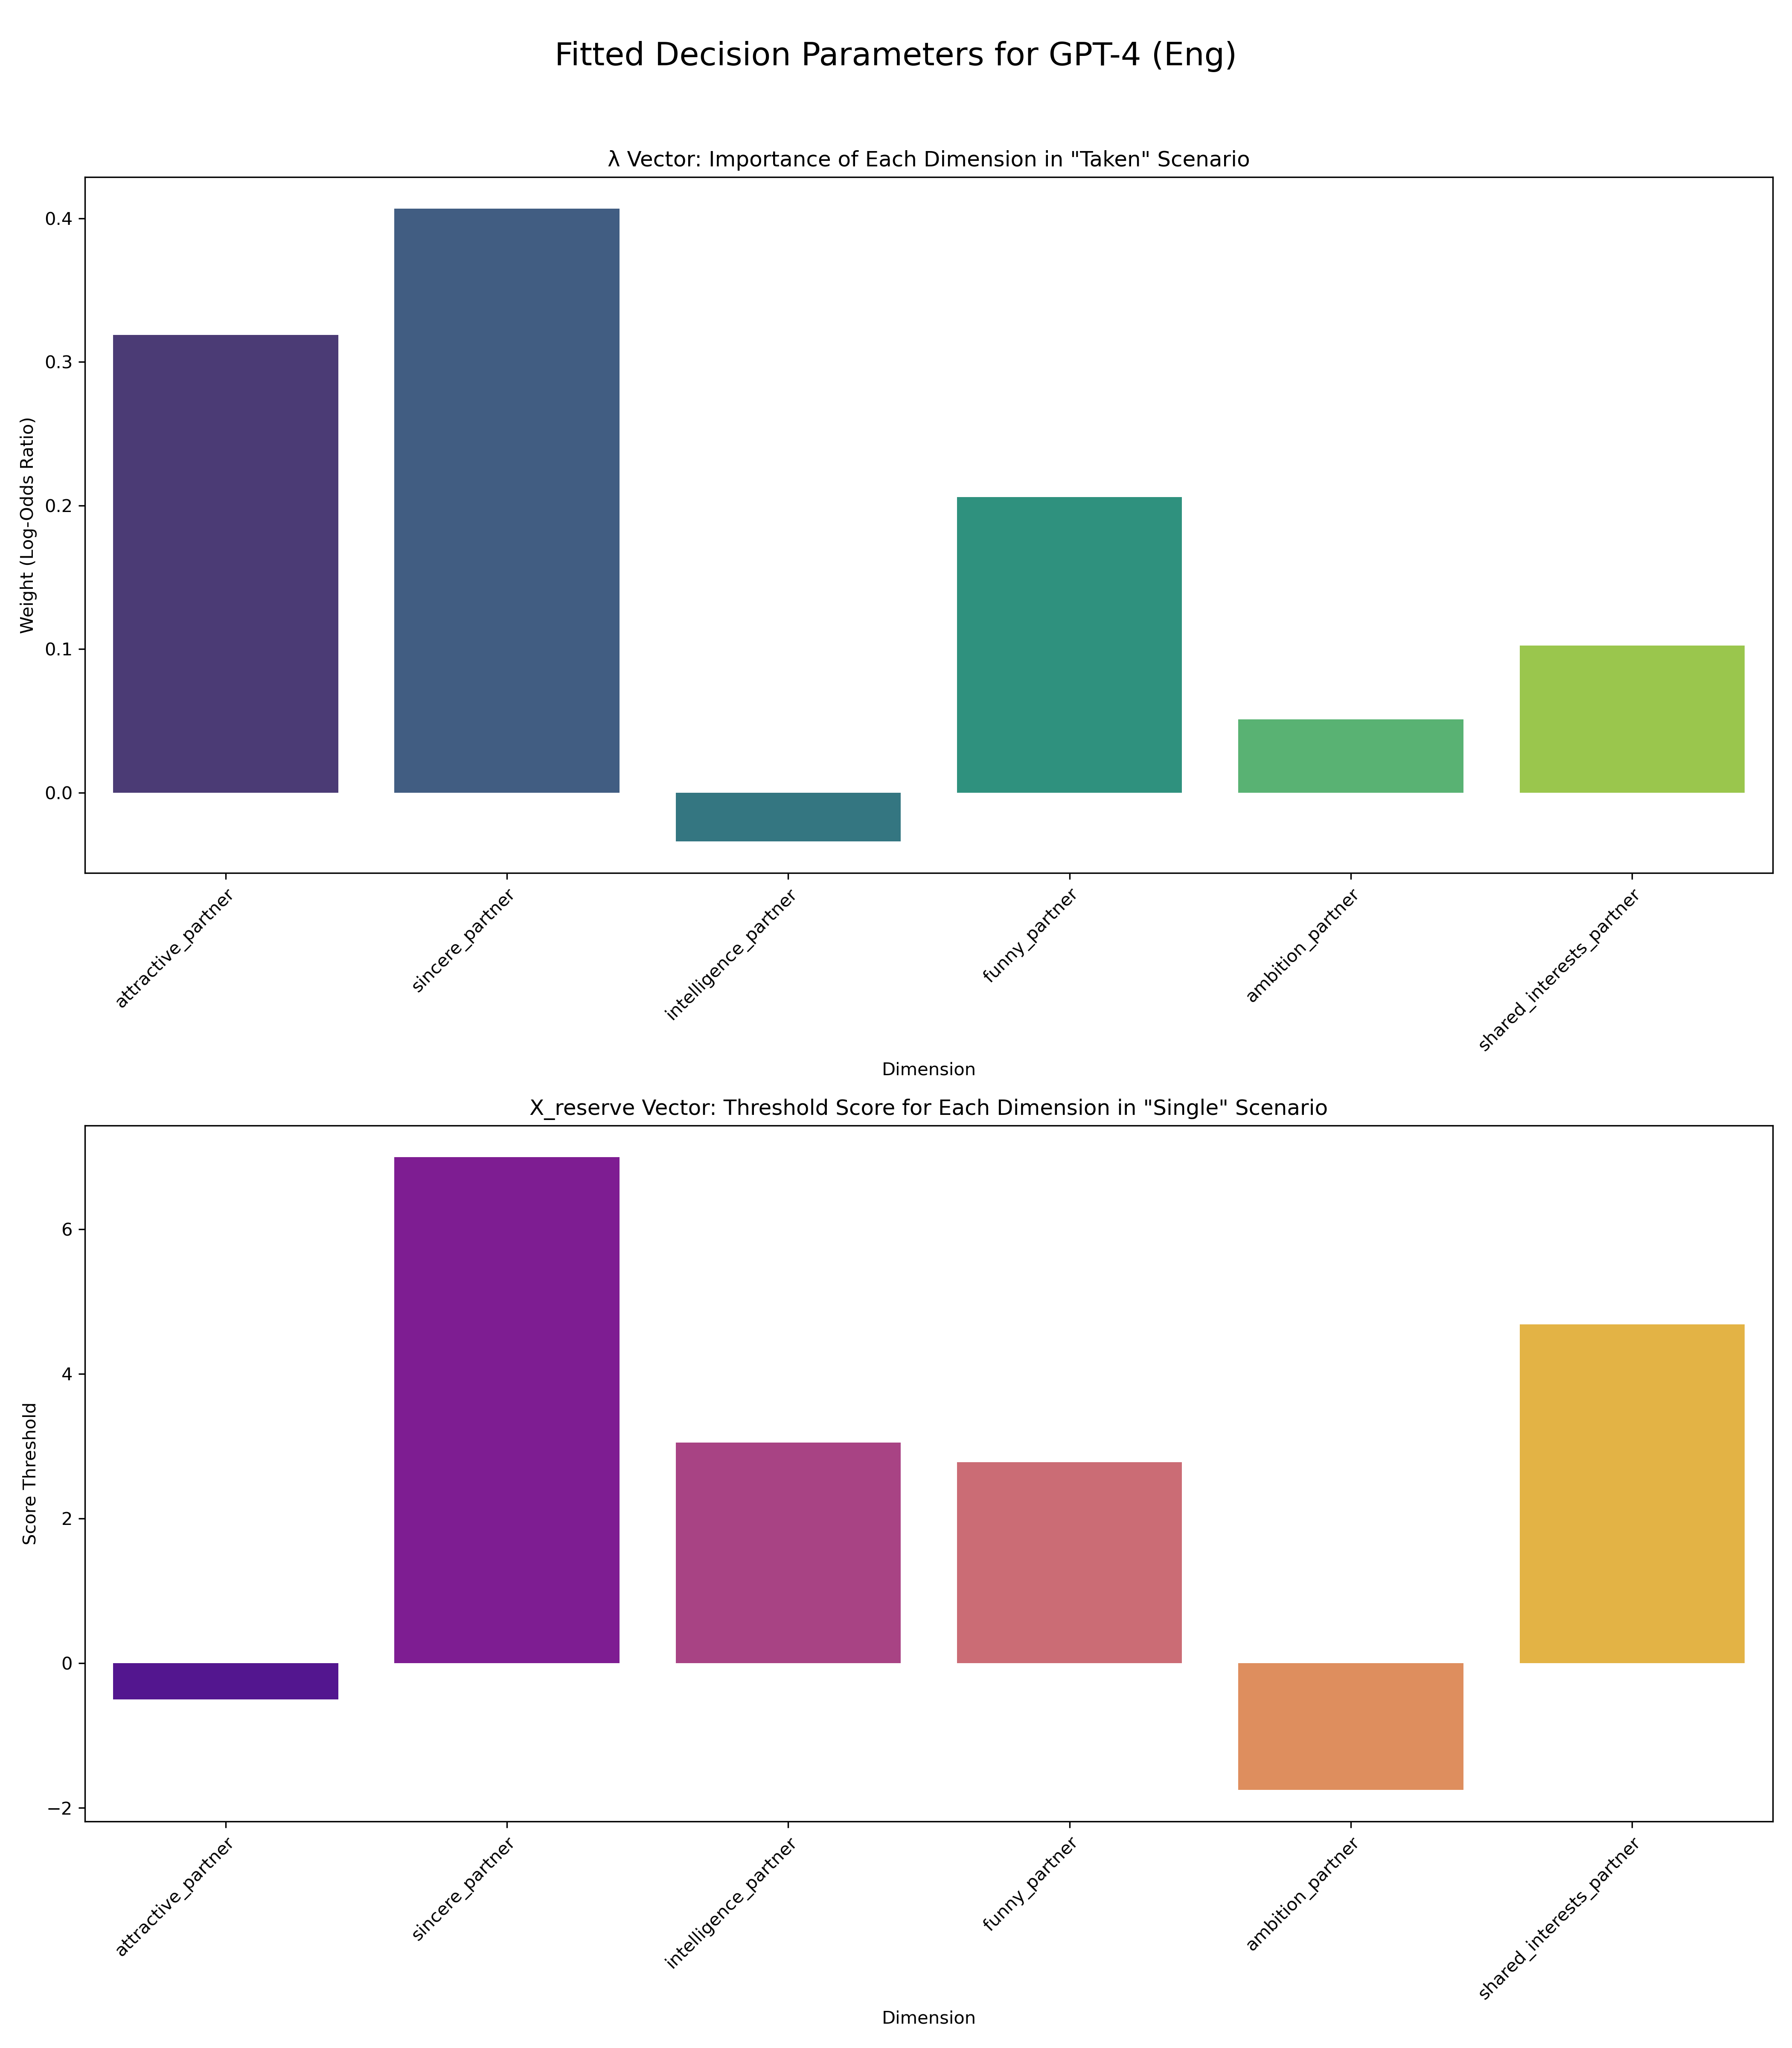 Fitted Decision Parameters for GPT-4 (Eng)
λ Vector: Importance of Each Dimension in "Taken" Scenario
Weight (Log-Odds Ratio)
0.4
0.3
0.2
0.1
0.0
attractive_partner
sincere_partner
intelligence_partner
funny_partner
ambition_partner
shared_interests_partner
Dimension
X_reserve Vector: Threshold Score for Each Dimension in "Single" Scenario
Score Threshold
6
4
2
0
−2
attractive_partner
sincere_partner
intelligence_partner
funny_partner
ambition_partner
shared_interests_partner
Dimension